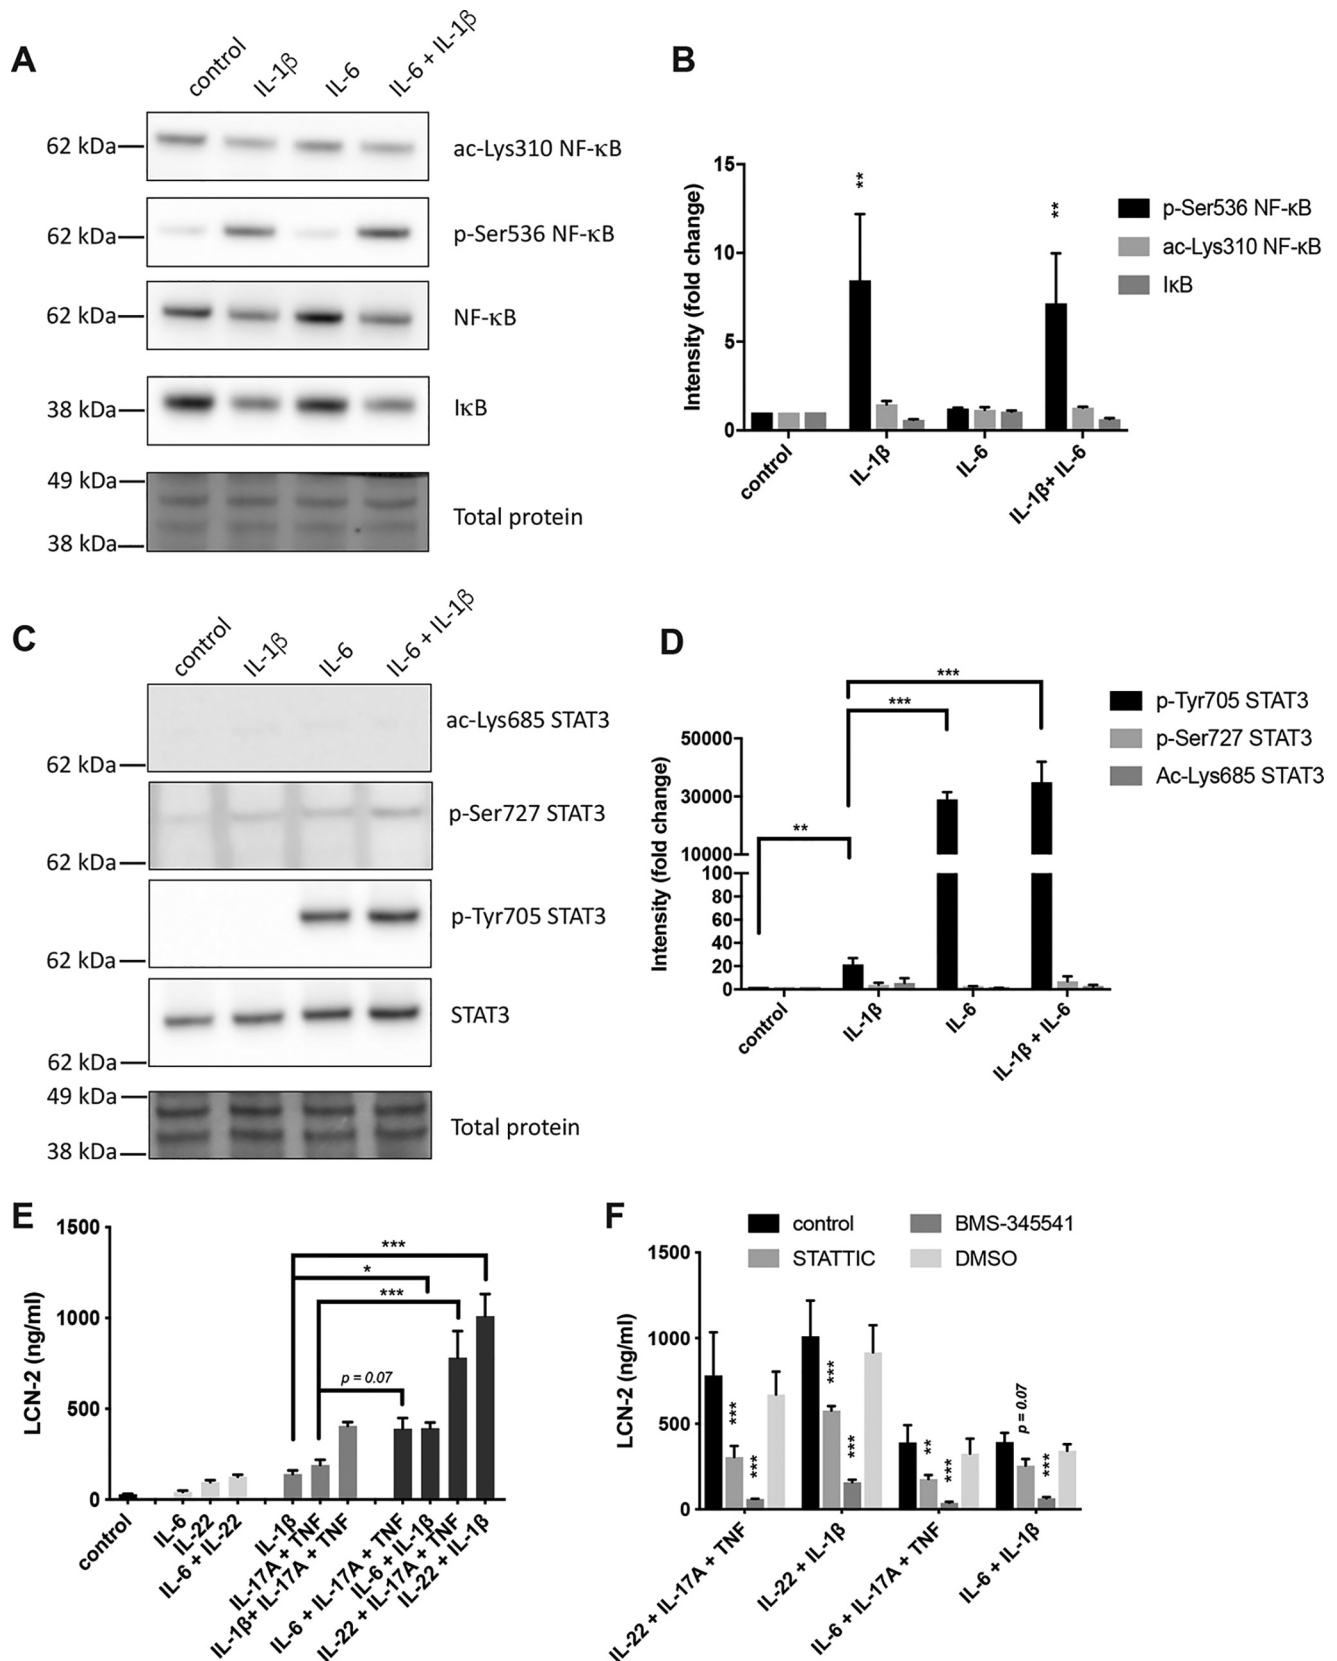 A
control
IL-1β
IL-6
IL-6 + IL-1β
62 kDa
ac-Lys310 NF-κB
62 kDa
p-Ser536 NF-κB
62 kDa
NF-κB
38 kDa
IκB
49 kDa
Total protein
38 kDa
B
Intensity (fold change)
15
10
5
0
**
**
control
IL-1β
IL-6
IL-1β+ IL-6
p-Ser536 NF-κB
ac-Lys310 NF-κB
IκB
C
control
IL-1β
IL-6
IL-6 + IL-1β
ac-Lys685 STAT3
62 kDa
p-Ser727 STAT3
62 kDa
p-Tyr705 STAT3
62 kDa
STAT3
62 kDa
49 kDa
Total protein
38 kDa
D
Intensity (fold change)
50000
30000
10000
100
80
60
40
20
0
**
***
***
control
IL-1β
IL-6
IL-1β + IL-6
p-Tyr705 STAT3
p-Ser727 STAT3
Ac-Lys685 STAT3
E
LCN-2 (ng/ml)
1500
1000
500
0
***
*
***
p = 0.07
control
IL-6
IL-22
IL-6 + IL-22
IL-1β
IL-17A + TNF
IL-1β+ IL-17A + TNF
IL-6 + IL-17A + TNF
IL-6 + IL-1β
IL-22 + IL-17A + TNF
IL-22 + IL-1β
F
control
STATTIC
BMS-345541
DMSO
LCN-2 (ng/ml)
1500
1000
500
0
***
***
***
***
**
***
p = 0.07
***
IL-22 + IL-17A + TNF
IL-22 + IL-1β
IL-6 + IL-17A + TNF
IL-6 + IL-1β